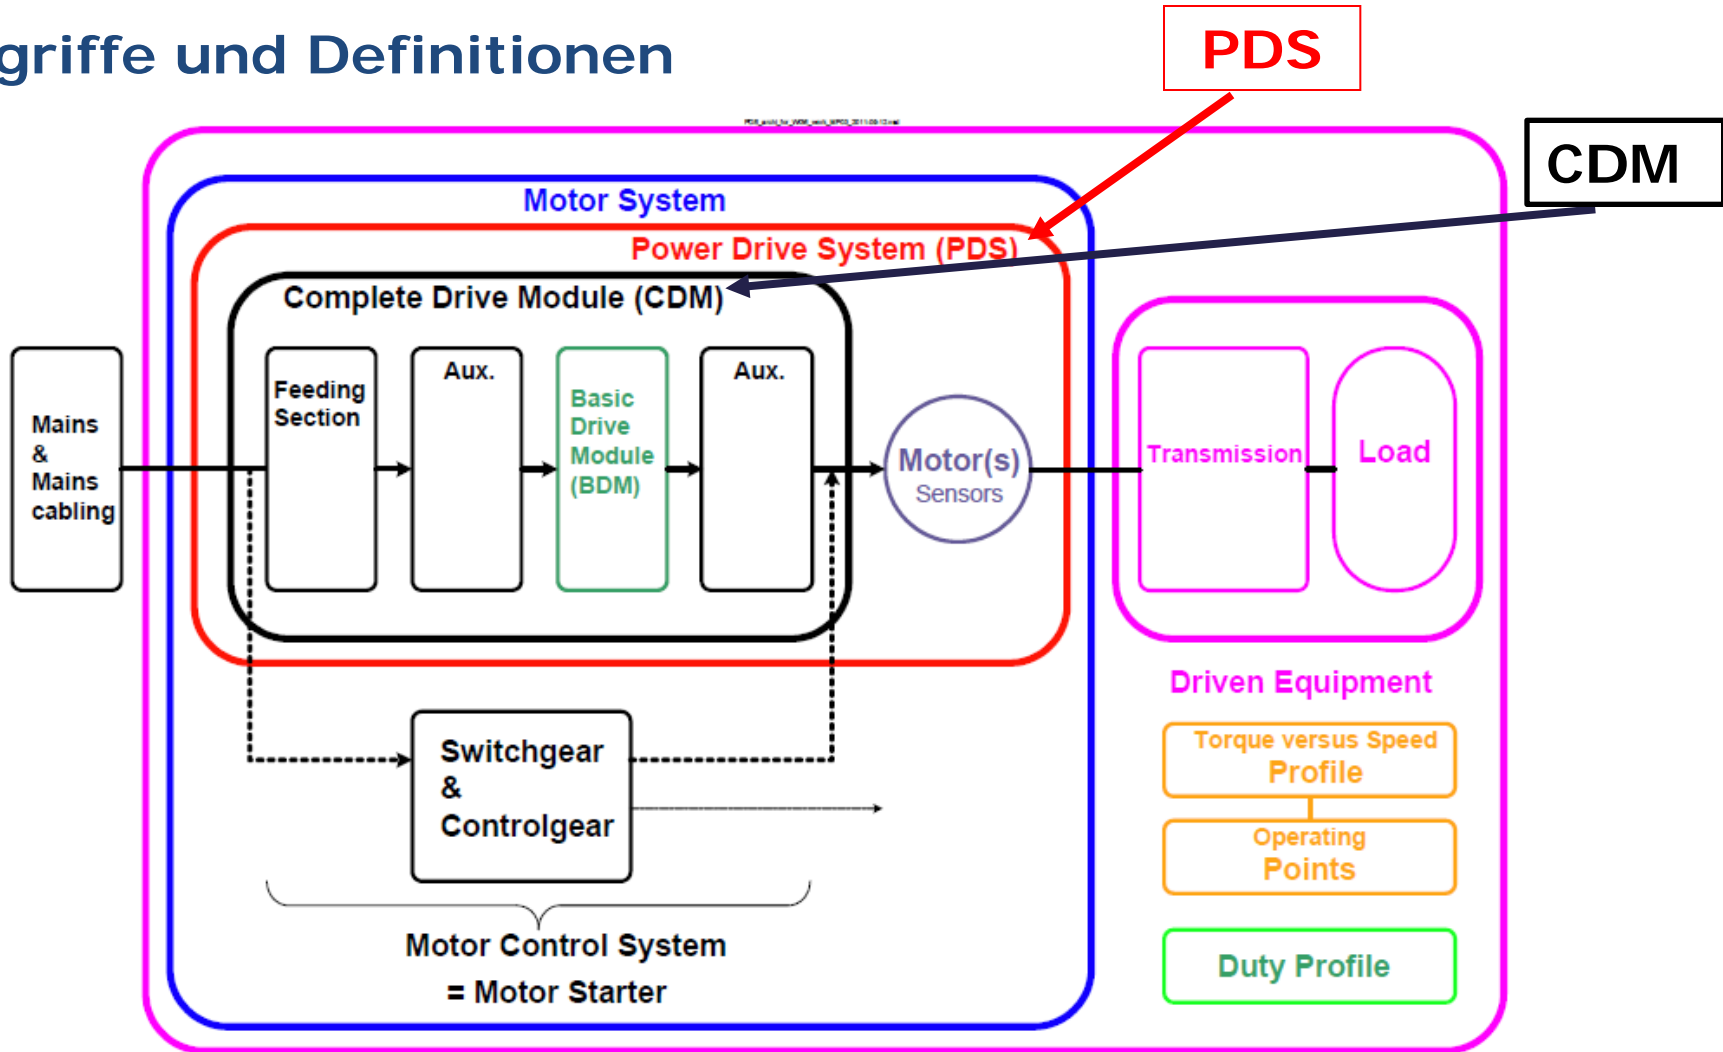 griffe und Definitionen
PDS
CDM
Motor System
Power Drive System (PDS)
Complete Drive Module (CDM)
Mains
&
Mains
cabling
Feeding
Section
Aux.
Basic
Drive
Module
(BDM)
Aux.
Motor(s)
Sensors
Transmission
Load
Driven Equipment
Switchgear
&
Controlgear
Torque versus Speed
Profile
Operating
Points
Duty Profile
Motor Control System
= Motor Starter